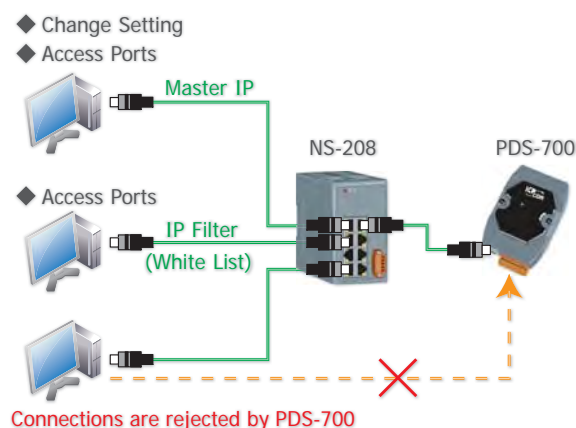 ◆ Change Setting
◆ Access Ports
Master IP
NS-208
PDS-700
◆ Access Ports
IP Filter
(White List)
Connections are rejected by PDS-700